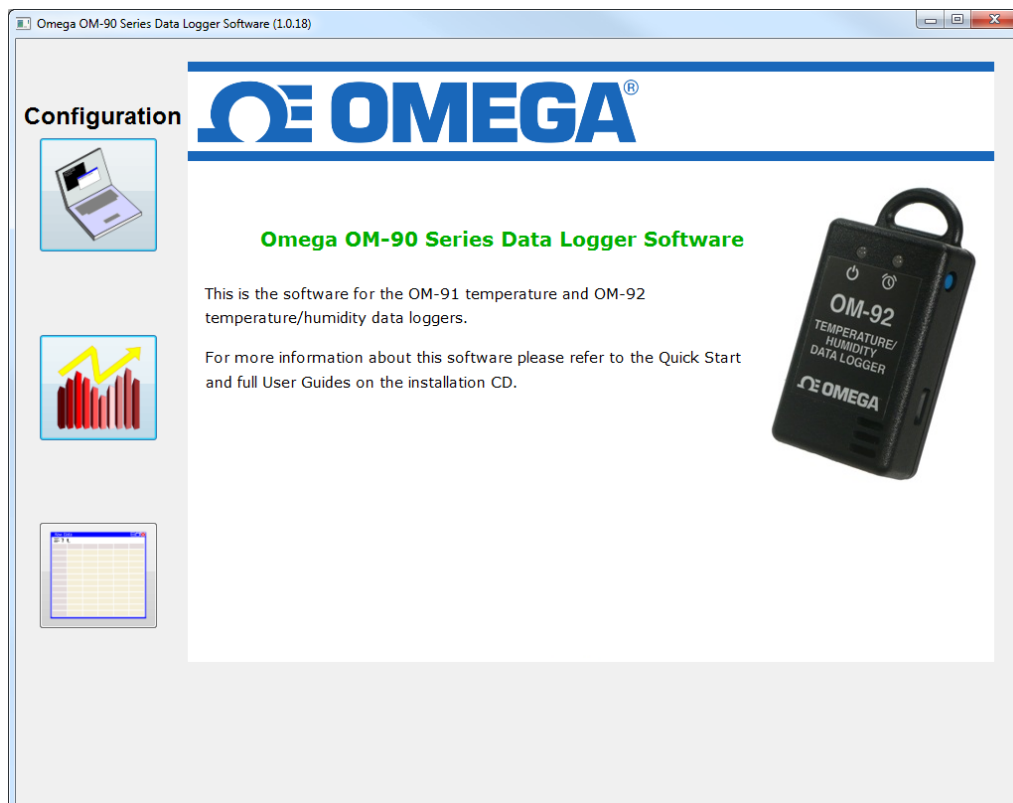 Omega OM-90 Series Data Logger Software (1.0.18)
Configuration
ΩE OMEGA®
Omega OM-90 Series Data Logger Software
This is the software for the OM-91 temperature and OM-92
temperature/humidity data loggers.
For more information about this software please refer to the Quick Start
and full User Guides on the installation CD.
OM-92
TEMPERATURE/
HUMIDITY
DATA LOGGER
ΩE OMEGA